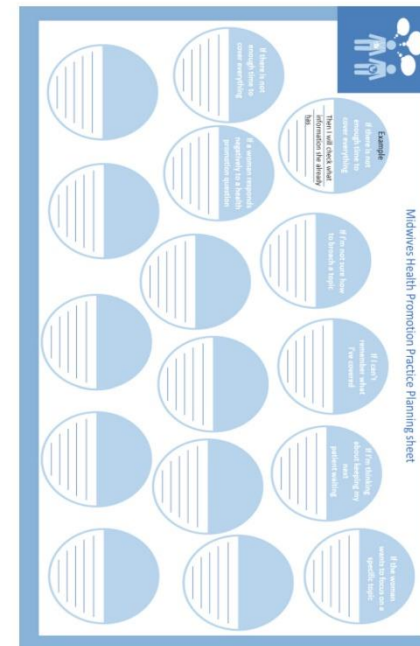 Midwives Health Promotion Practice Planning sheet
Example
If there is not
enough time to
cover everything
Then I will check what
information she already
has
If I'm not sure how
to broach a topic
If I can't
remember what
I've covered
If I'm thinking
about keeping my
next
patient waiting
If the woman
wants to focus on a
specific topic
If there is not
enough time to
cover everything
If a woman responds
negatively to a health
promotion question